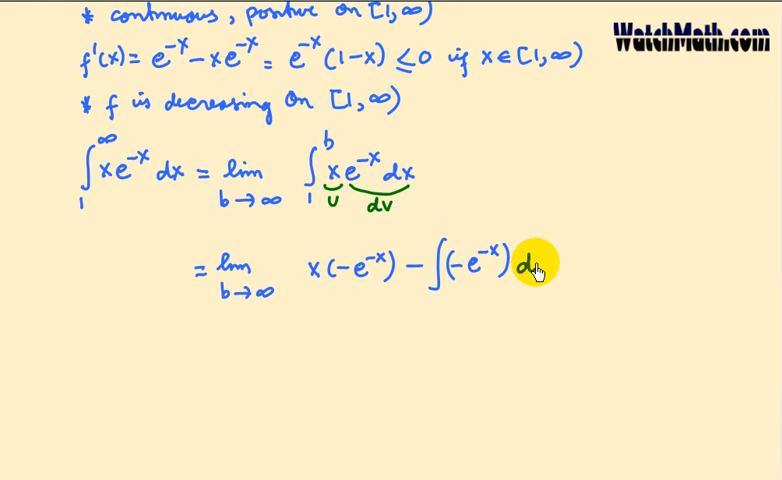 * continuous, positive on [1, ∞)
WatchMath.com
f'(x) = e^{-x} - xe^{-x} = e^{-x} (1-x) ≤ 0 if x ∈ [1, ∞)
* f is decreasing on [1, ∞)
∫_1^∞ xe^{-x} dx = lim_{b→∞} ∫_1^b x e^{-x} dx
u dv
= lim_{b→∞} x(-e^{-x}) - ∫(-e^{-x}) d